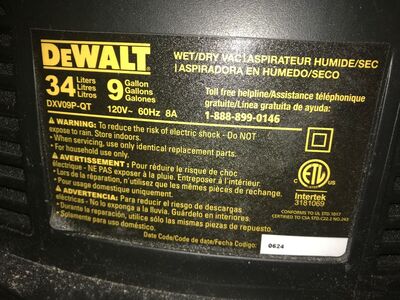 DEWALT
WET/DRY VAC | ASPIRATEUR HUMIDE/SEC
| ASPIRADORA EN HÚMEDO/SECO
34 Liters Litres Litros 9 Gallon Gallons Galones
DXV09P-QT 120V~ 60Hz 8A
Toll free helpline/Assistance téléphonique
gratuite/Línea gratuita de ayuda:
1-888-899-0146
WARNING: To reduce the risk of electric shock - Do NOT
expose to rain. Store indoors.
• When servicing, use only identical replacement parts.
• For household use only.
AVERTISSEMENT : Pour réduire le risque de choc
électrique - NE PAS exposer à la pluie. Entreposer à l'intérieur.
• Lors de la réparation, n'utiliser que les mêmes pièces de rechange.
• Pour usage domestique uniquement.
ADVERTENCIA: Para reducir el riesgo de descargas
eléctricas - No lo exponga a la lluvia. Guárdelo en interiores.
• Durante la reparación, utilice sólo las mismas piezas de repuesto.
• Solamente para uso doméstico.
ETL
C US
LISTED
Intertek
3181069
CONFORMS TO UL STD.1017
CERTIFIED TO CSA STD.C22.2 NO.243
Date Code/Code de date/Fecha Código: 0624